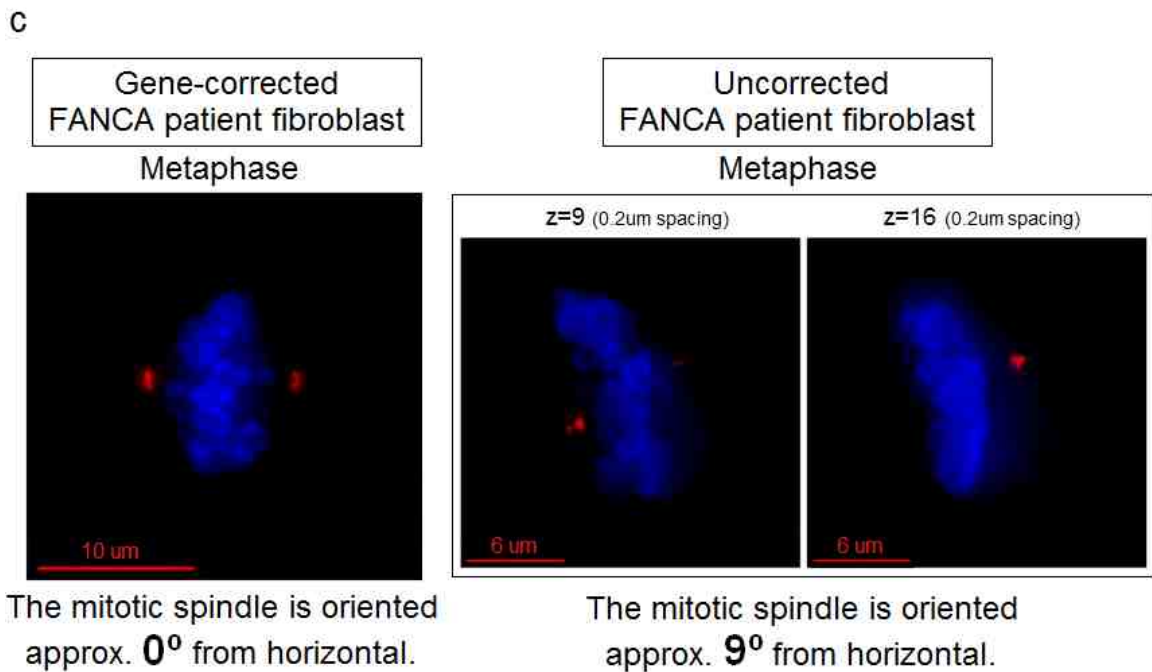 c
Gene-corrected
FANCA patient fibroblast
Metaphase
10 um
The mitotic spindle is oriented
approx. 0º from horizontal.
Uncorrected
FANCA patient fibroblast
Metaphase
z=9 (0.2um spacing)
z=16 (0.2um spacing)
6 um
6 um
The mitotic spindle is oriented
approx. 9º from horizontal.